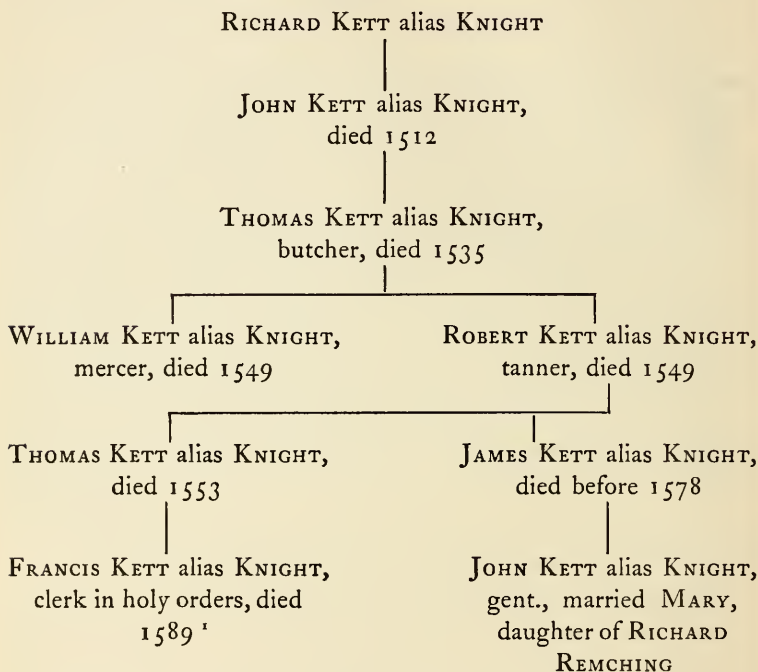 RICHARD KETT alias KNIGHT
JOHN KETT alias KNIGHT,
died 1512
THOMAS KETT alias KNIGHT,
butcher, died 1535
WILLIAM KETT alias KNIGHT,
mercer, died 1549
ROBERT KETT alias KNIGHT,
tanner, died 1549
THOMAS KETT alias KNIGHT,
died 1553
JAMES KETT alias KNIGHT,
died before 1578
FRANCIS KETT alias KNIGHT,
clerk in holy orders, died
1589 ¹
JOHN KETT alias KNIGHT,
gent., married MARY,
daughter of RICHARD
REMCHING